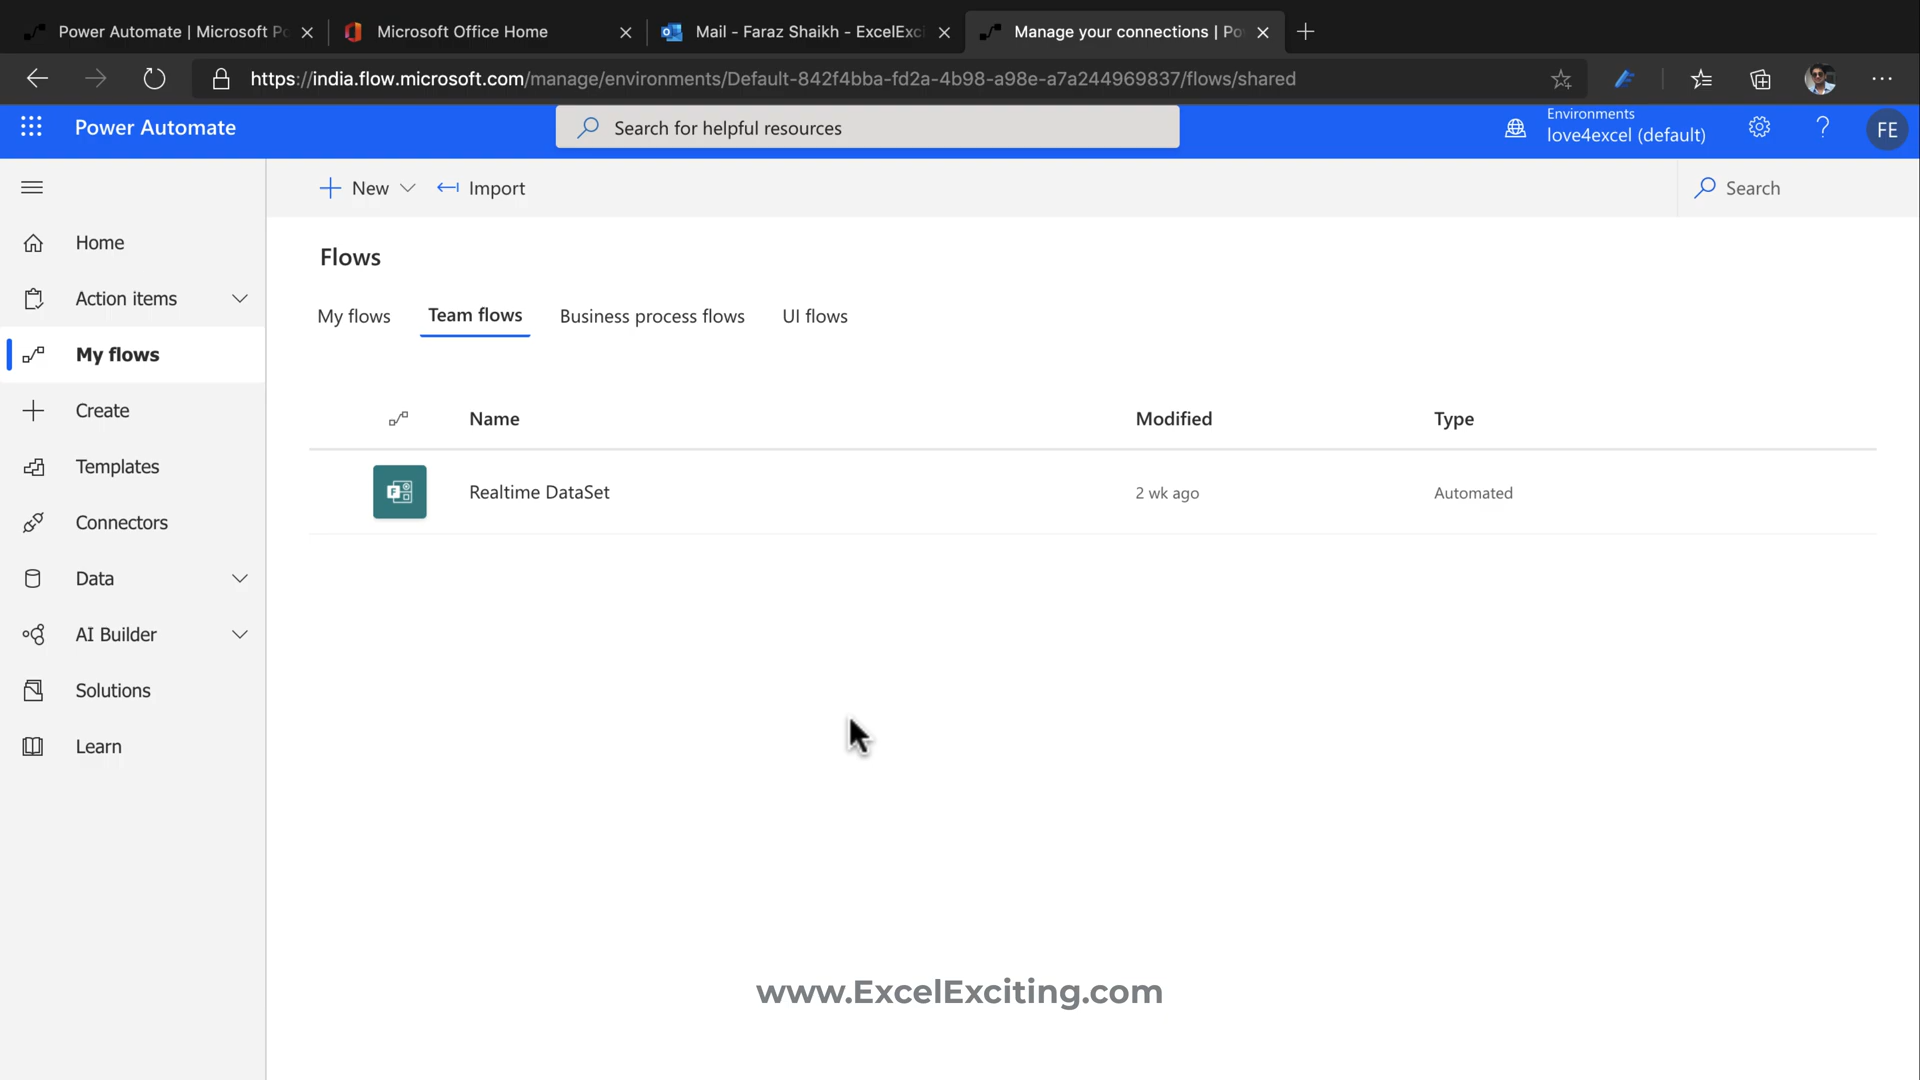 Power Automate | Microsoft Po
Microsoft Office Home
Mail - Faraz Shaikh - ExcelExci
Manage your connections | Po
https://india.flow.microsoft.com/manage/environments/Default-842f4bba-fd2a-4b98-a98e-a7a244969837/flows/shared
Power Automate
Search for helpful resources
Environments
love4excel (default)
?
FE
New
Import
Search
Home
Action items
My flows
Create
Templates
Connectors
Data
AI Builder
Solutions
Learn
Flows
My flows
Team flows
Business process flows
UI flows
Name
Modified
Type
F
Realtime DataSet
2 wk ago
Automated
www.ExcelExciting.com